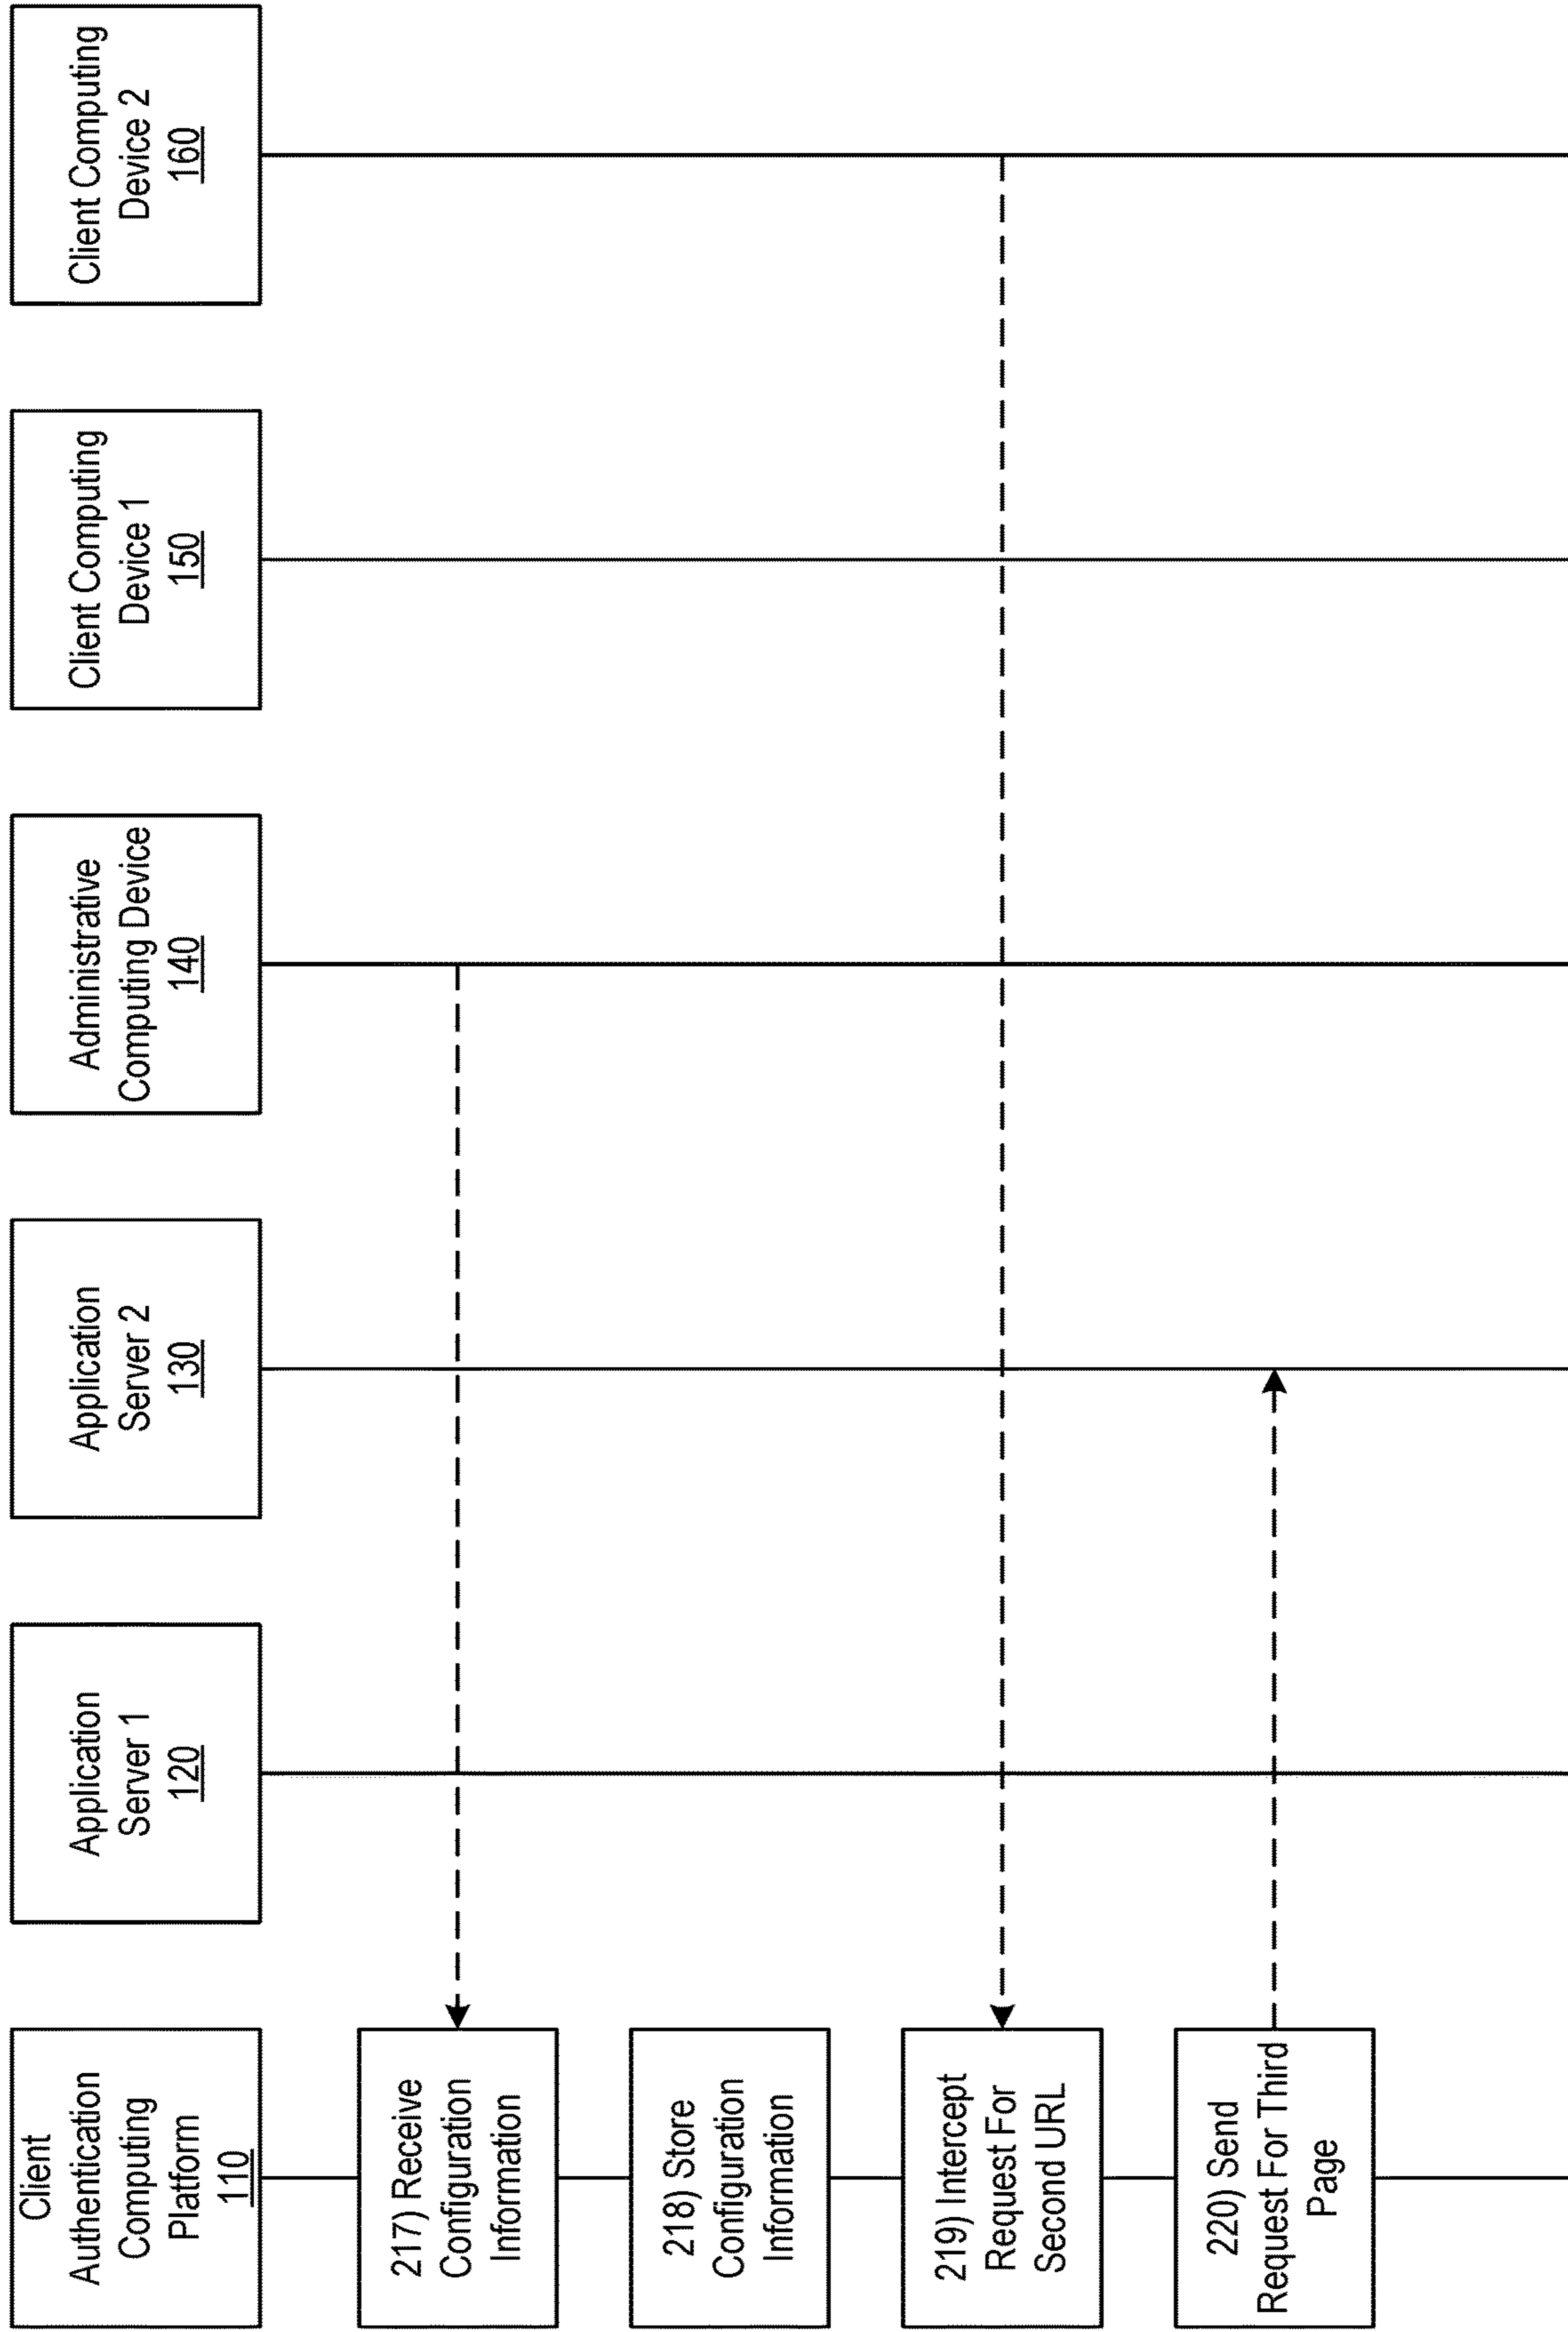 Client
Authentication
Computing
Platform
110
Application
Server 1
120
Application
Server 2
130
Administrative
Computing Device
140
Client Computing
Device 1
150
Client Computing
Device 2
160
217) Receive
Configuration
Information
218) Store
Configuration
Information
219) Intercept
Request For
Second URL
220) Send
Request For Third
Page